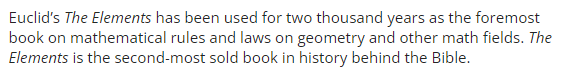 Euclid's The Elements has been used for two thousand years as the foremost
book on mathematical rules and laws on geometry and other math fields. The
Elements is the second-most sold book in history behind the Bible.